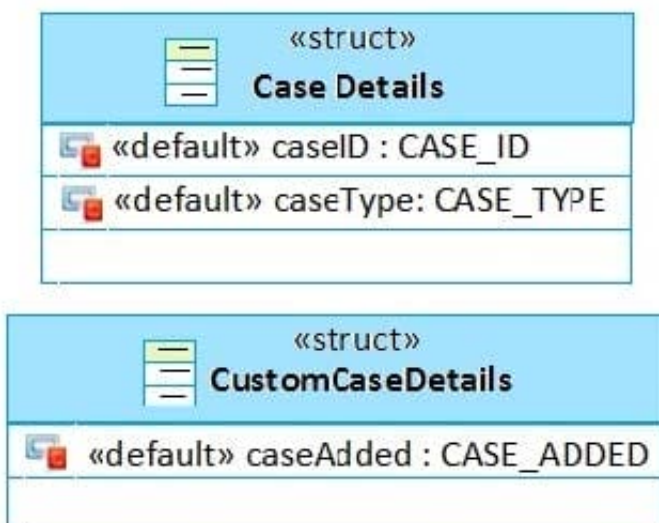 «struct»
Case Details
«default» caseID : CASE_ID
«default» caseType: CASE_TYPE
«struct»
CustomCaseDetails
«default» caseAdded : CASE_ADDED